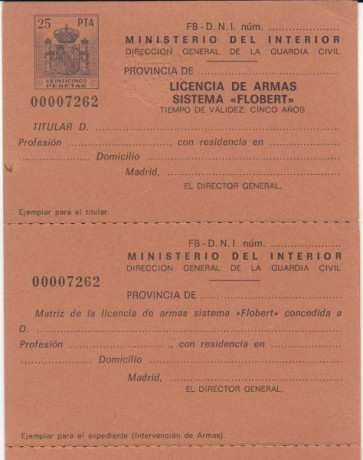 25 PTA
VEINTICINCO
PESETAS
00007262
FB - D. N. I. núm. ........................
MINISTERIO DEL INTERIOR
DIRECCION GENERAL DE LA GUARDIA CIVIL
PROVINCIA DE ........................
LICENCIA DE ARMAS
SISTEMA «FLOBERT»
TIEMPO DE VALIDEZ: CINCO AÑOS
TITULAR D. ........................
Profesión ........................, con residencia en ........................
........................ Domicilio ........................
Madrid, ........................
EL DIRECTOR GENERAL,
Ejemplar para el titular.
FB - D. N. I. núm. ........................
MINISTERIO DEL INTERIOR
DIRECCION GENERAL DE LA GUARDIA CIVIL
00007262
PROVINCIA DE ........................
Matriz de la licencia de armas sistema «Flobert» concedida a
D. ........................
Profesión ........................, con residencia en ........................
........................ Domicilio ........................
Madrid, ........................
EL DIRECTOR GENERAL,
Ejemplar para el expediente (Intervención de Armas).